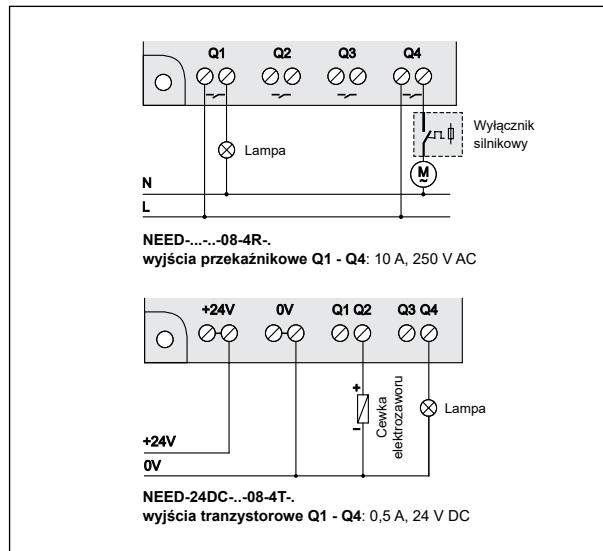 Q1 Q2 Q3 Q4
Wyłącznik
silnikowy
Lampa
M
~
N
L
NEED-...-..-08-4R-.
wyjścia przekaźnikowe Q1 - Q4: 10 A, 250 V AC
+24V 0V Q1 Q2 Q3 Q4
+
Cewka
elektrozaworu
–
Lampa
+24V
0V
NEED-24DC-..-08-4T-.
wyjścia tranzystorowe Q1 - Q4: 0,5 A, 24 V DC